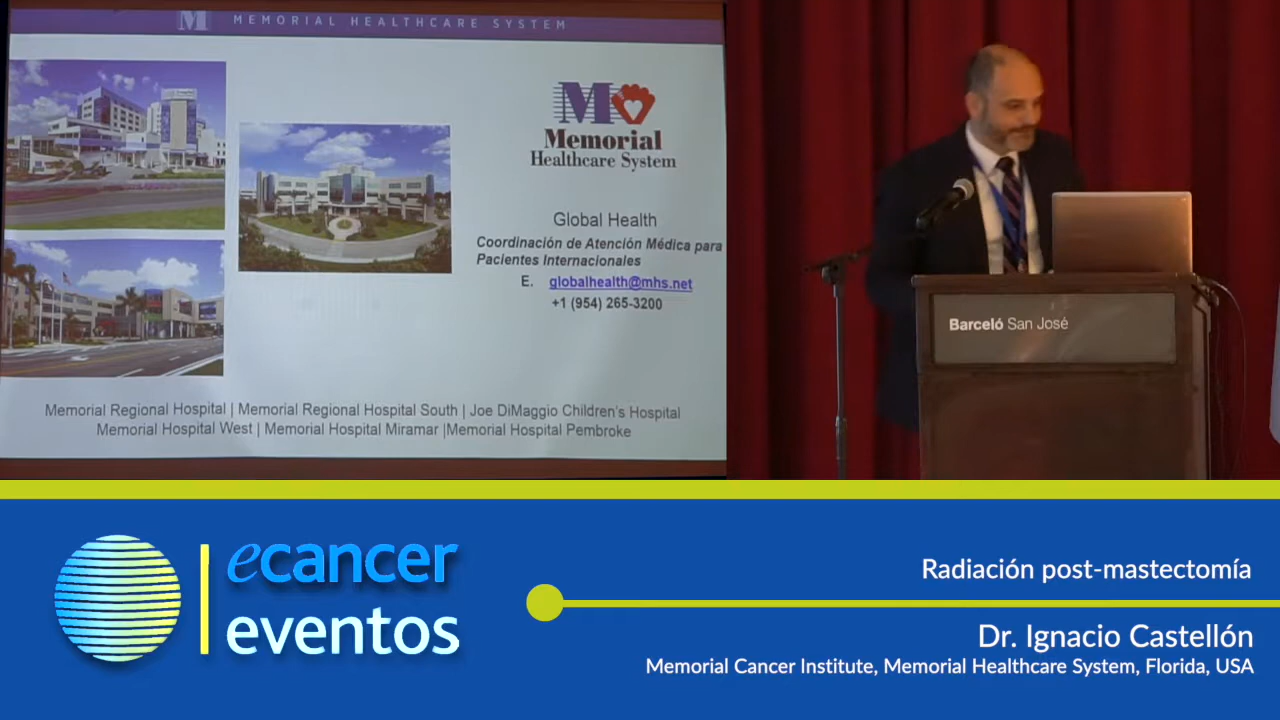 M MEMORIAL HEALTHCARE SYSTEM
M
Memorial
Healthcare System
Global Health
Coordinación de Atención Médica para
Pacientes Internacionales
E. globalhealth@mhs.net
+1 (954) 265-3200
Memorial Regional Hospital | Memorial Regional Hospital South | Joe DiMaggio Children's Hospital
Memorial Hospital West | Memorial Hospital Miramar |Memorial Hospital Pembroke
Barceló San José
ecancer
eventos
Radiación post-mastectomía
Dr. Ignacio Castellón
Memorial Cancer Institute, Memorial Healthcare System, Florida, USA